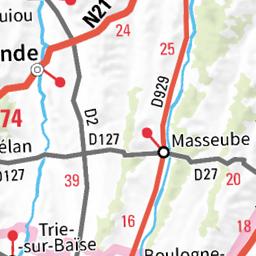 uiou
N21
24
nde
25
D929
74
D2
D127
Masseube
élan
D127
D27
39
20
16
18
Trie-
-sur-Baïse
Boulogne-